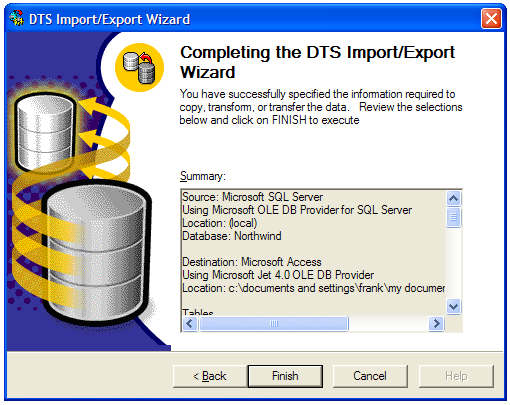 DTS Import/Export Wizard
Completing the DTS Import/Export
Wizard
You have successfully specified the information required to
copy, transform, or transfer the data. Review the selections
below and click on FINISH to execute
Summary:
Source: Microsoft SQL Server
Using Microsoft OLE DB Provider for SQL Server
Location: (local)
Database: Northwind
Destination: Microsoft Access
Using Microsoft Jet 4.0 OLE DB Provider
Location: c:\documents and settings\frank\my documen
Tables
< Back
Finish
Cancel
Help